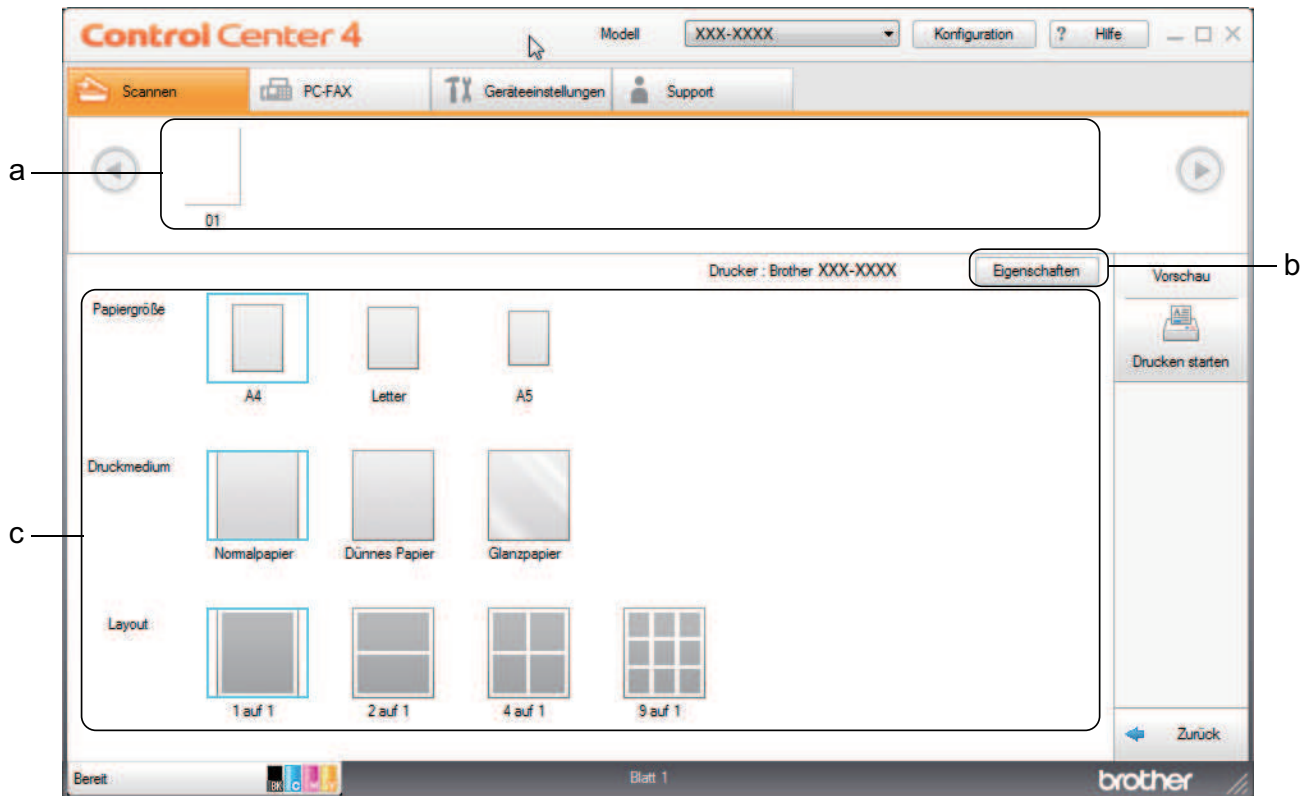 ControlCenter 4
Modell XXX-XXXX Konfiguration ? Hilfe
Scannen PC-FAX Geräteeinstellungen Support
a
01
Drucker : Brother XXX-XXXX Eigenschaften
b
Vorschau
Papiergröße
Drucken starten
A4 Letter A5
Druckmedium
c
Normalpapier Dünnes Papier Glanzpapier
Layout
1 auf 1 2 auf 1 4 auf 1 9 auf 1
Zurück
Bereit BK C Blatt 1 brother